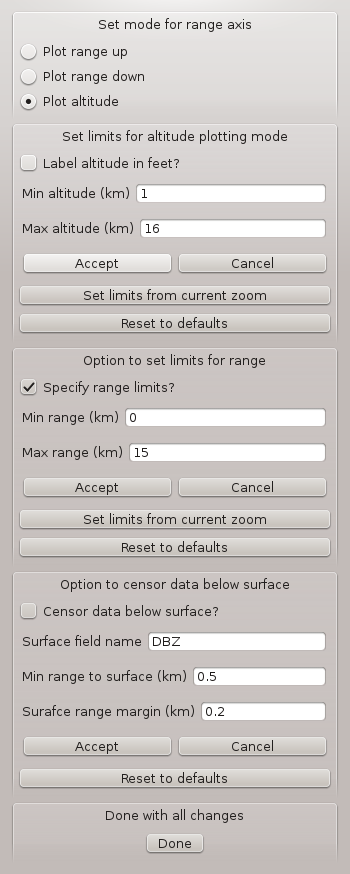 Set mode for range axis
Plot range up
Plot range down
Plot altitude
Set limits for altitude plotting mode
Label altitude in feet?
Min altitude (km) 1
Max altitude (km) 16
Accept Cancel
Set limits from current zoom
Reset to defaults
Option to set limits for range
Specify range limits?
Min range (km) 0
Max range (km) 15
Accept Cancel
Set limits from current zoom
Reset to defaults
Option to censor data below surface
Censor data below surface?
Surface field name DBZ
Min range to surface (km) 0.5
Surafce range margin (km) 0.2
Accept Cancel
Reset to defaults
Done with all changes
Done